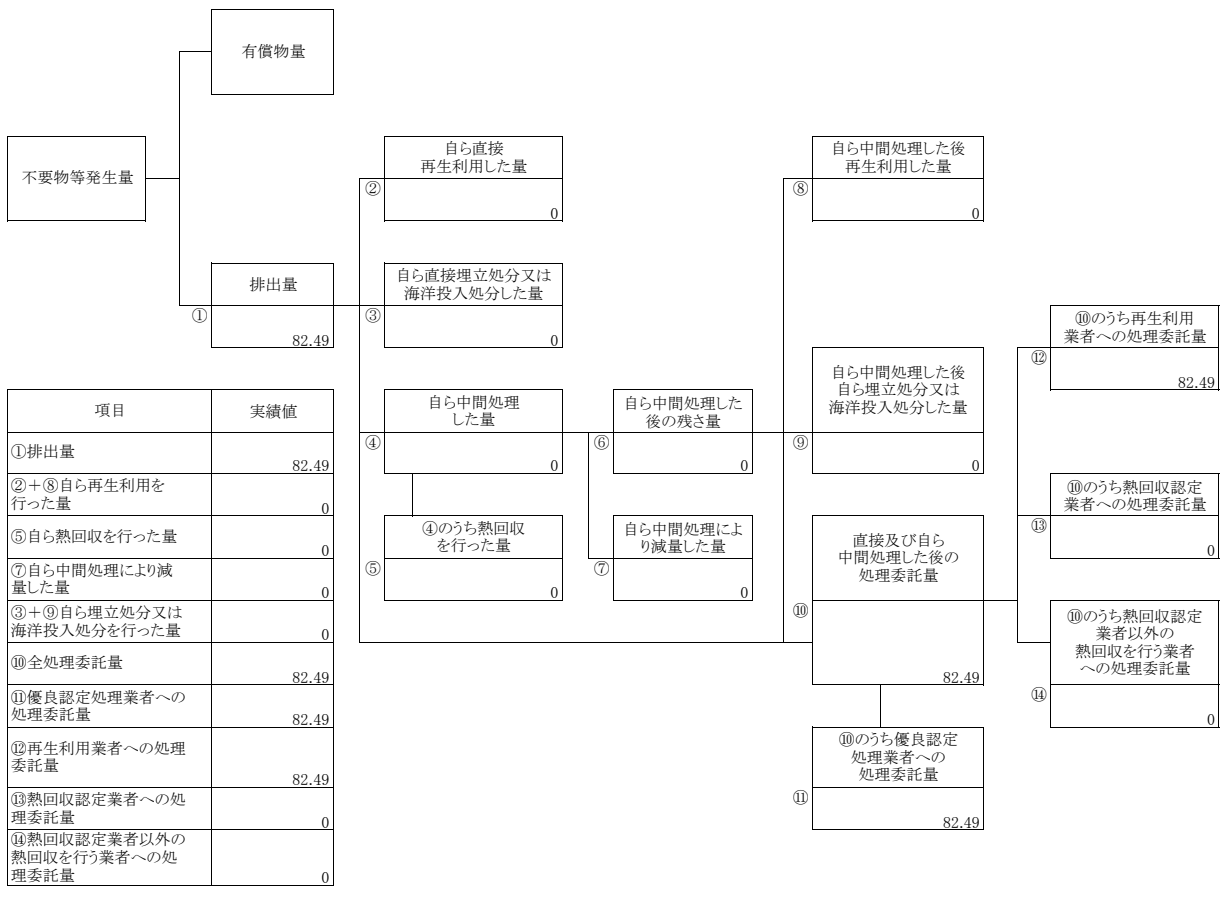 有償物量
不要物等発生量
排出量
①
82.49
自ら直接
再生利用した量
②
0
自ら直接埋立処分又は
海洋投入処分した量
③
0
自ら中間処理
した量
④
0
④のうち熱回収
を行った量
⑤
0
自ら中間処理した
後の残さ量
⑥
0
自ら中間処理によ
り減量した量
⑦
0
自ら中間処理した後
再生利用した量
⑧
0
自ら中間処理した後
自ら埋立処分又は
海洋投入処分した量
⑨
0
直接及び自ら
中間処理した後の
処理委託量
⑩
82.49
⑩のうち優良認定
処理業者への
処理委託量
⑪
82.49
⑩のうち再生利用
業者への処理委託量
⑫
82.49
⑩のうち熱回収認定
業者への処理委託量
⑬
0
⑩のうち熱回収認定
業者以外の
熱回収を行う業者
への処理委託量
⑭
0
項目 実績値
①排出量
82.49
②+⑧自ら再生利用を
行った量
0
⑤自ら熱回収を行った量
0
⑦自ら中間処理により減
量した量
0
③+⑨自ら埋立処分又は
海洋投入処分を行った量
0
⑩全処理委託量
82.49
⑪優良認定処理業者への
処理委託量
82.49
⑫再生利用業者への処理
委託量
82.49
⑬熱回収認定業者への処
理委託量
0
⑭熱回収認定業者以外の
熱回収を行う業者への処
理委託量
0